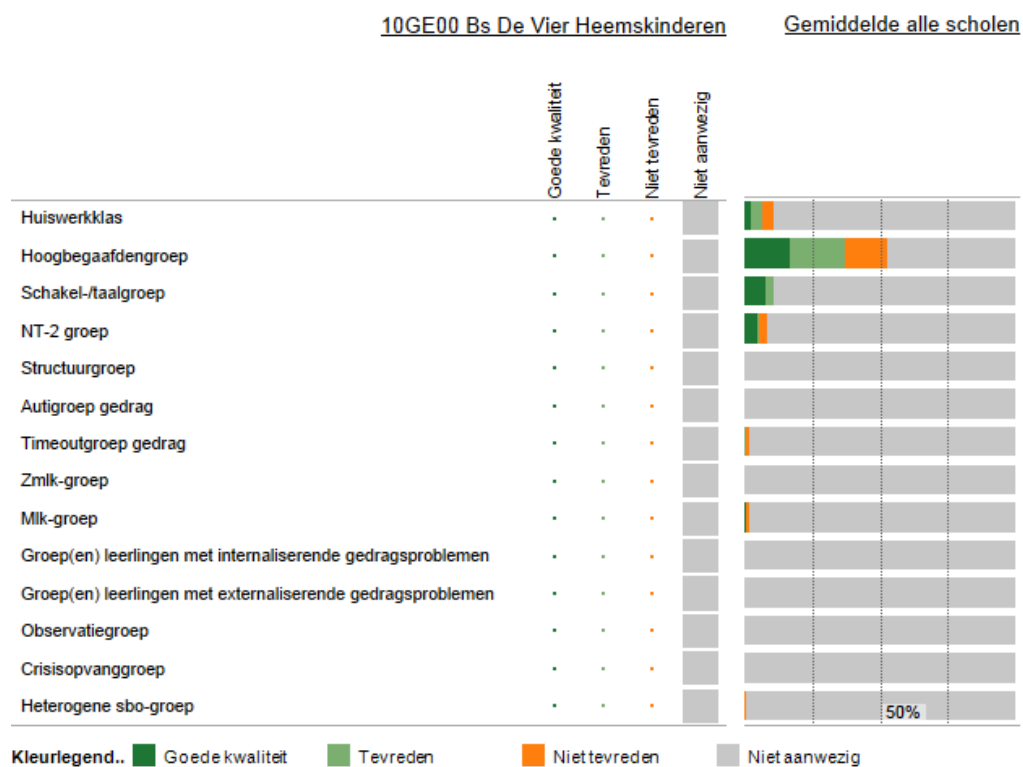 10GE00 Bs De Vier Heemskinderen
Gemiddelde alle scholen
Goede kwaliteit
Tevreden
Niet tevreden
Niet aanwezig
Huiswerkklas
Hoogbegaafdengroep
Schakel-/taalgroep
NT-2 groep
Structuurgroep
Autigroep gedrag
Timeoutgroep gedrag
Zmlk-groep
Mlk-groep
Groep(en) leerlingen met internaliserende gedragsproblemen
Groep(en) leerlingen met externaliserende gedragsproblemen
Observatiegroep
Crisisopvanggroep
Heterogene sbo-groep
50%
Kleurlegend.. Goede kwaliteit Tevreden Niet tevreden Niet aanwezig